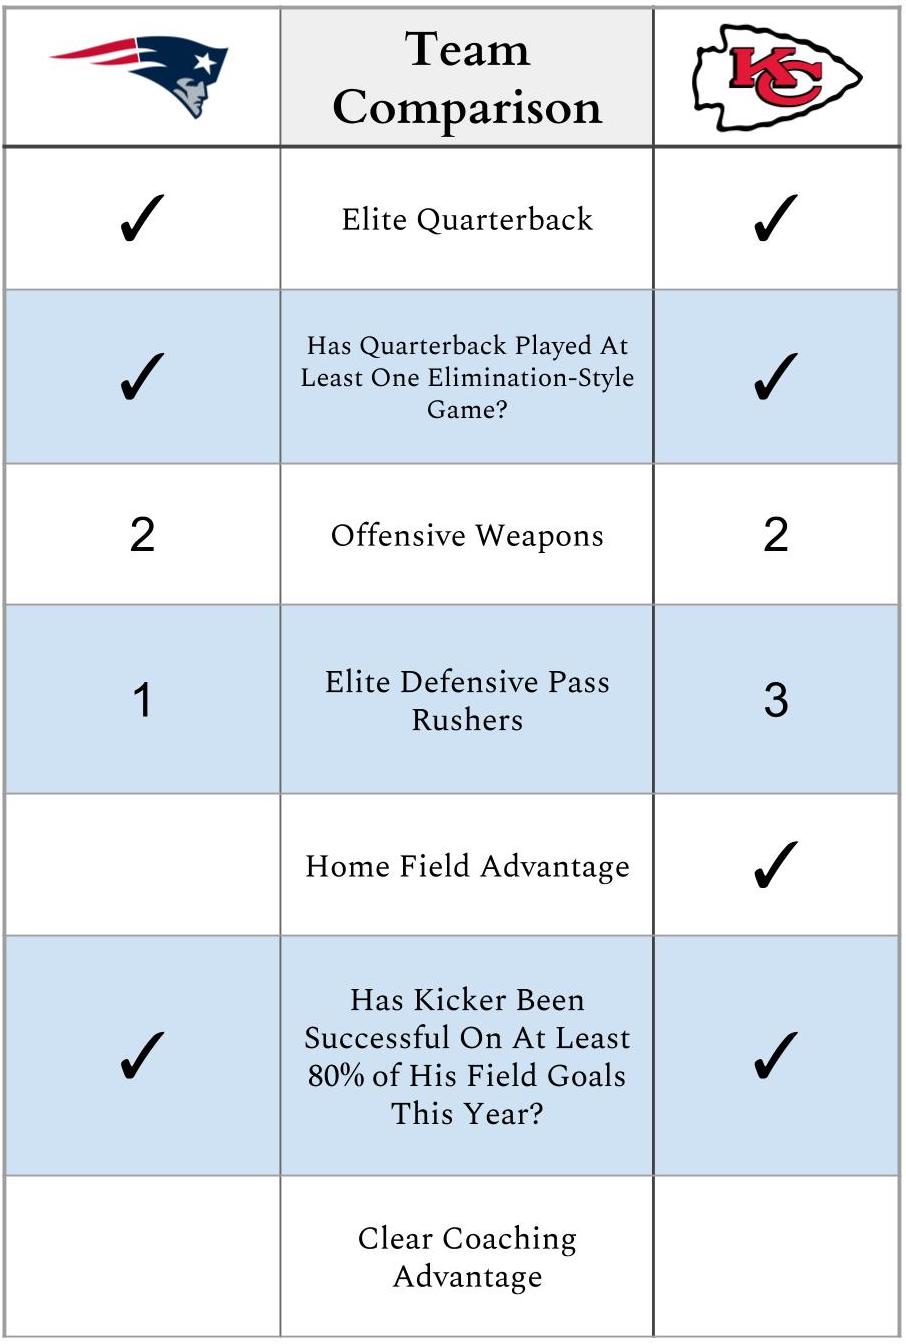 Team
Comparison
KC
✓ Elite Quarterback ✓
Has Quarterback Played At
✓ Least One Elimination-Style ✓
Game?
2 Offensive Weapons 2
Elite Defensive Pass
1 3
Rushers
Home Field Advantage ✓
Has Kicker Been
Successful On At Least
✓ ✓
80% of His Field Goals
This Year?
Clear Coaching
Advantage